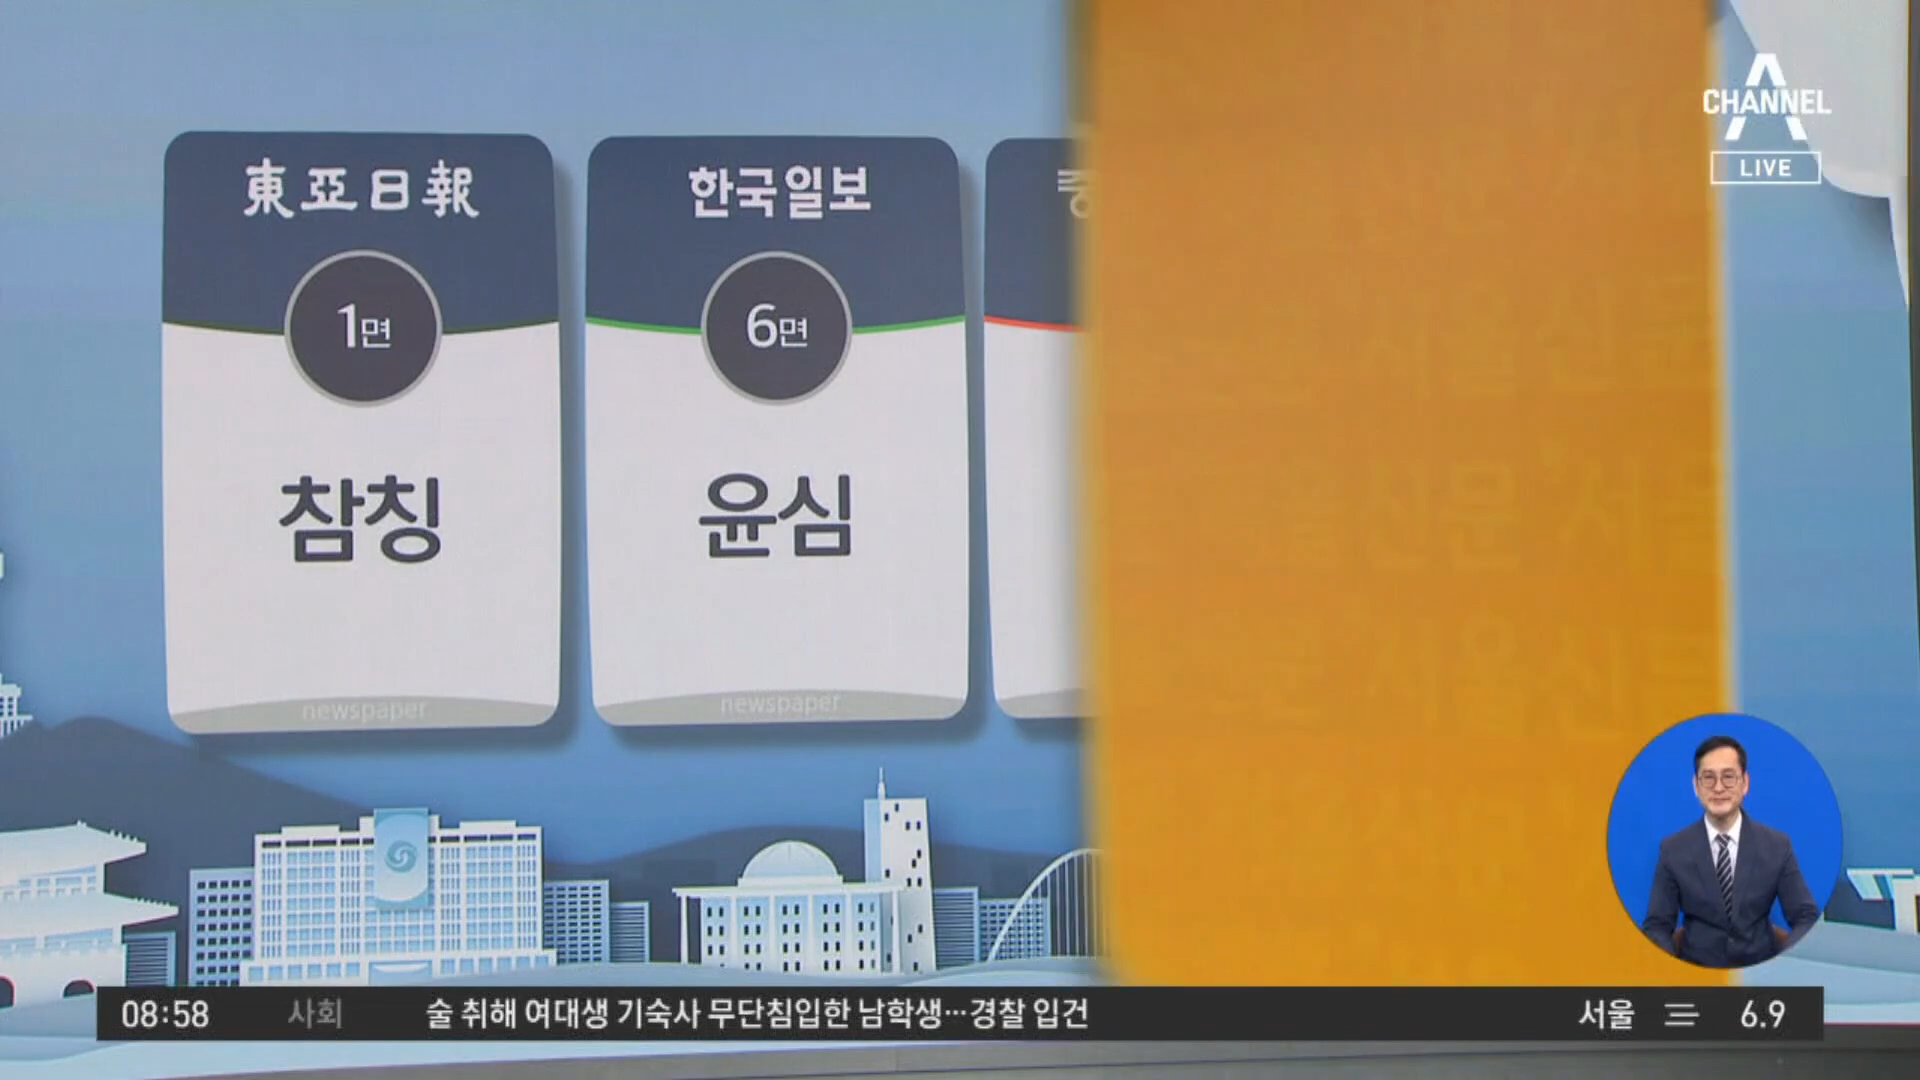 東亞日報
1면
참칭
newspaper
한국일보
6면
윤심
newspaper
CHANNEL A
LIVE
08:58 사회 술 취해 여대생 기숙사 무단침입한 남학생…경찰 입건 서울 6.9